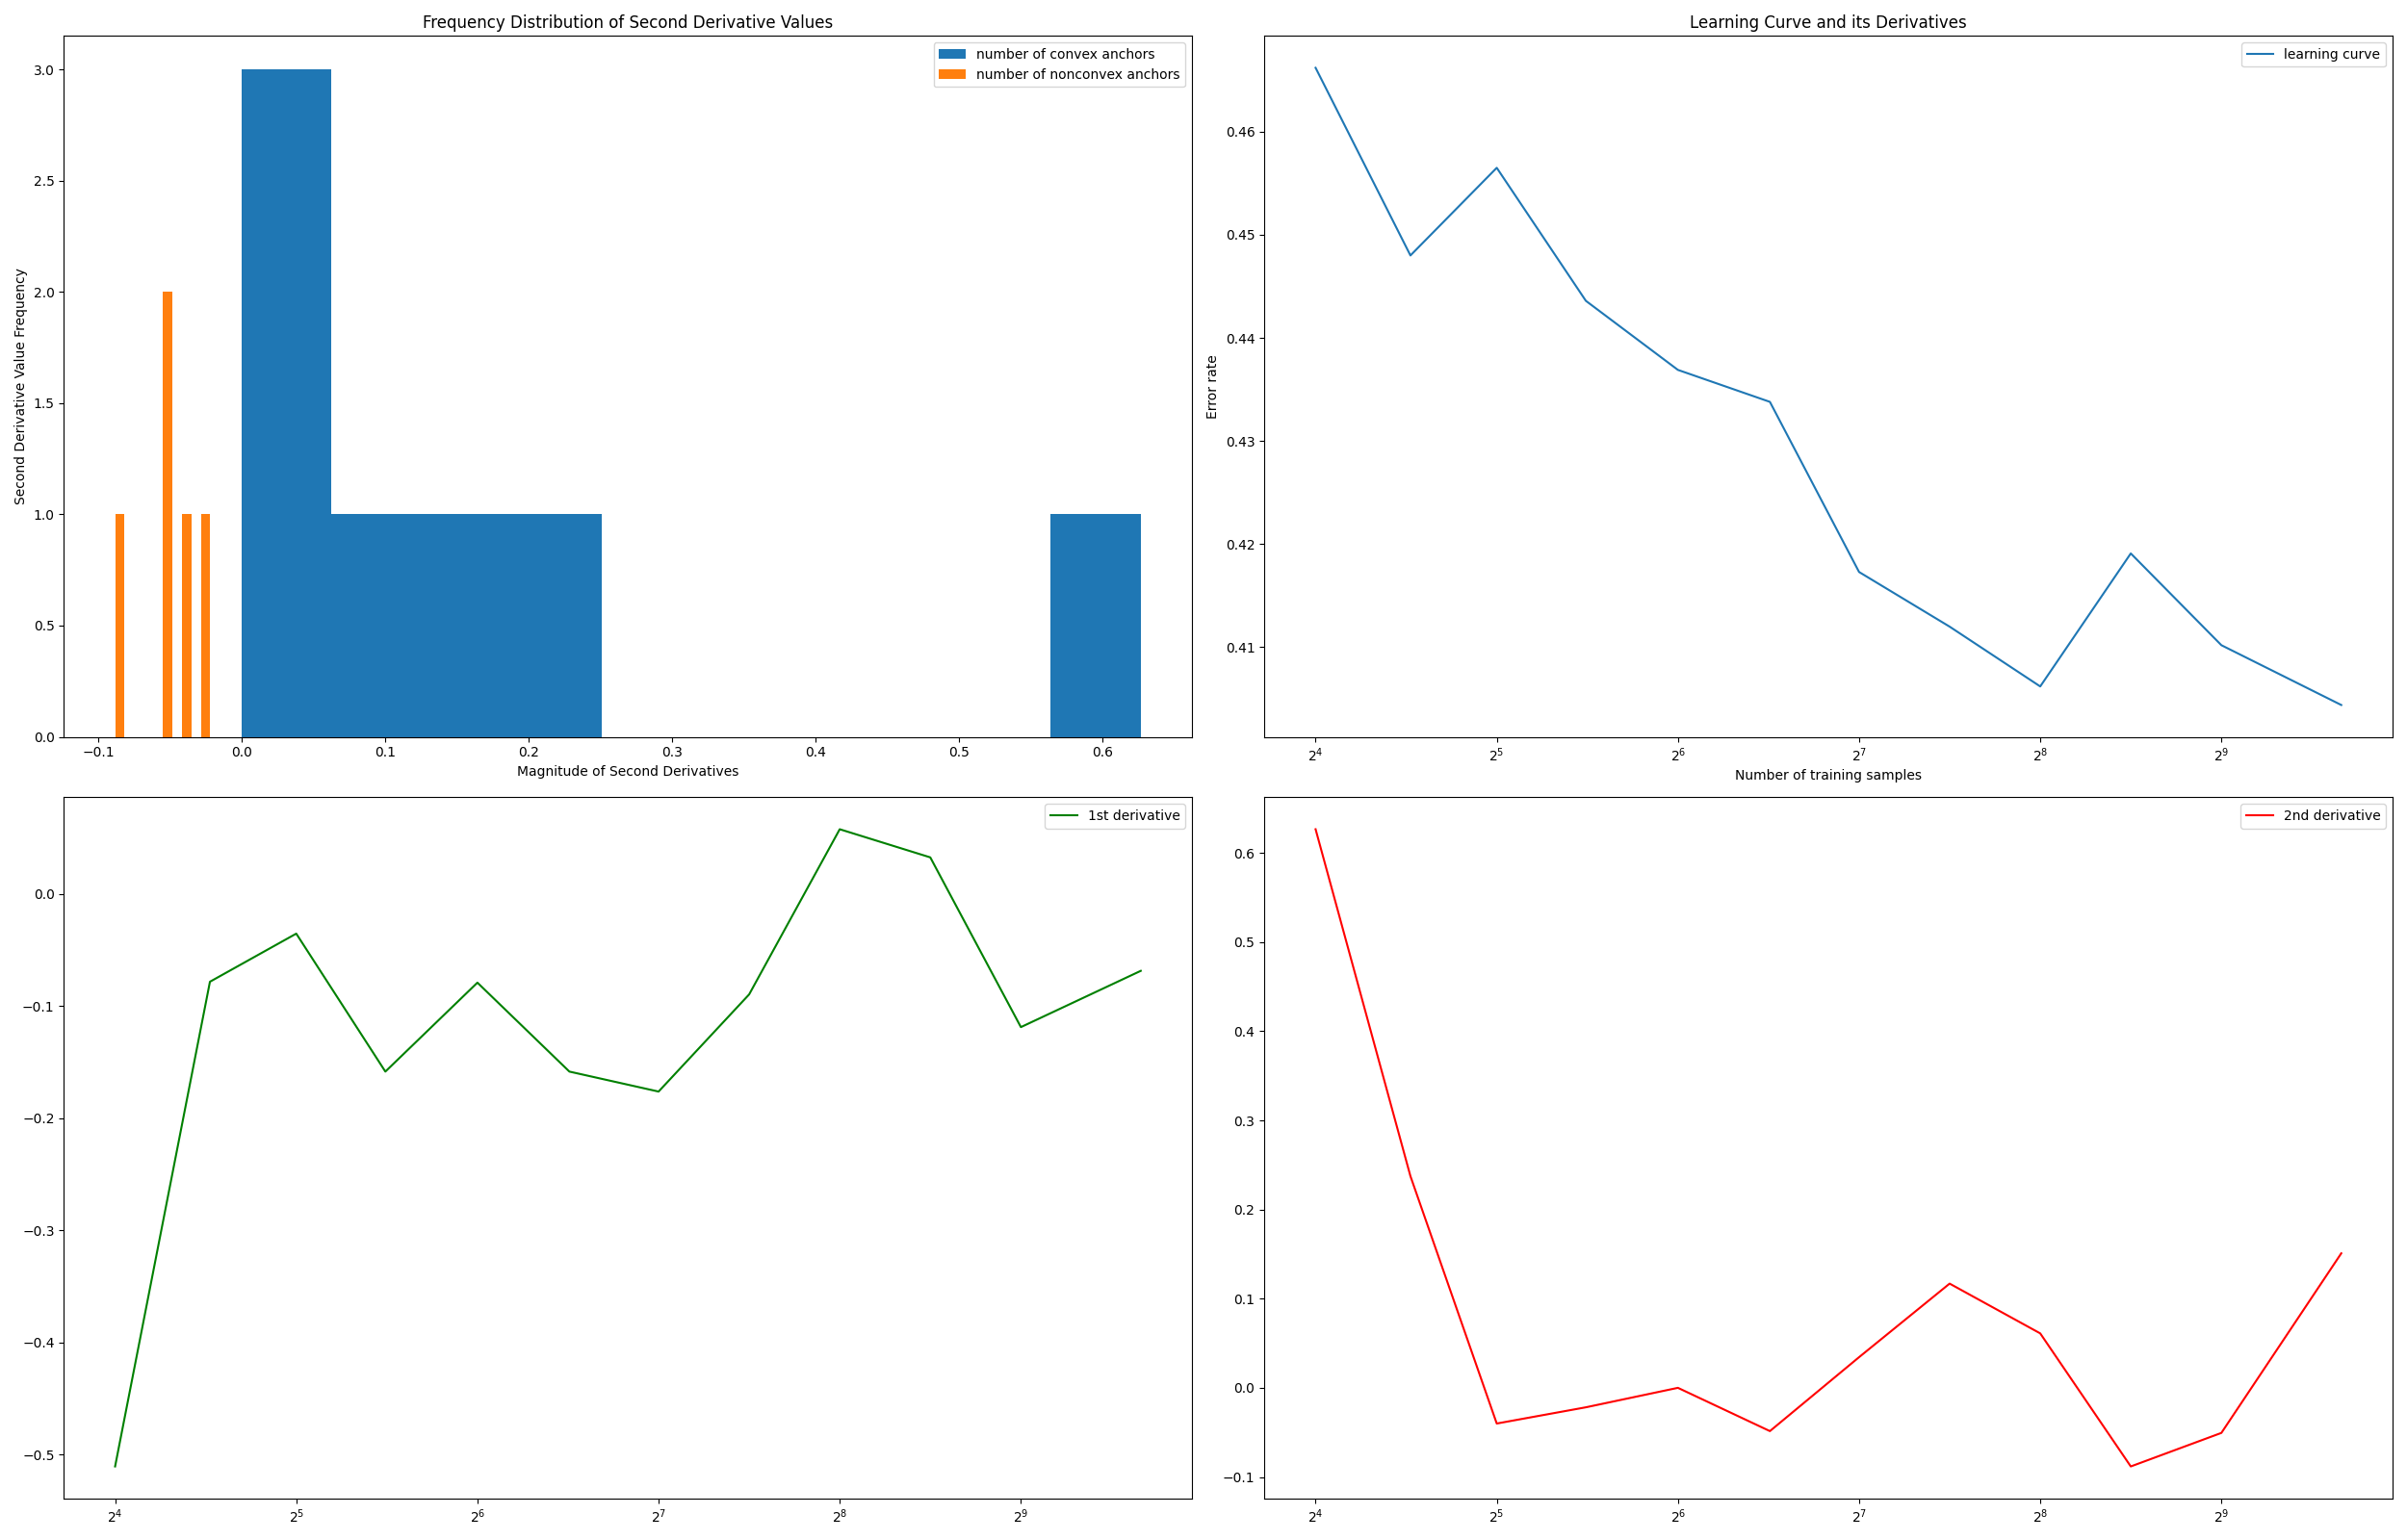 Frequency Distribution of Second Derivative Values
number of convex anchors
number of nonconvex anchors
3.0
2.5
2.0
1.5
1.0
0.5
0.0
Second Derivative Value Frequency
−0.1 0.0 0.1 0.2 0.3 0.4 0.5 0.6
Magnitude of Second Derivatives
Learning Curve and its Derivatives
learning curve
0.46
0.45
0.44
0.43
0.42
0.41
Error rate
2⁴ 2⁵ 2⁶ 2⁷ 2⁸ 2⁹
Number of training samples
1st derivative
0.0
−0.1
−0.2
−0.3
−0.4
−0.5
2⁴ 2⁵ 2⁶ 2⁷ 2⁸ 2⁹
2nd derivative
0.6
0.5
0.4
0.3
0.2
0.1
0.0
−0.1
2⁴ 2⁵ 2⁶ 2⁷ 2⁸ 2⁹